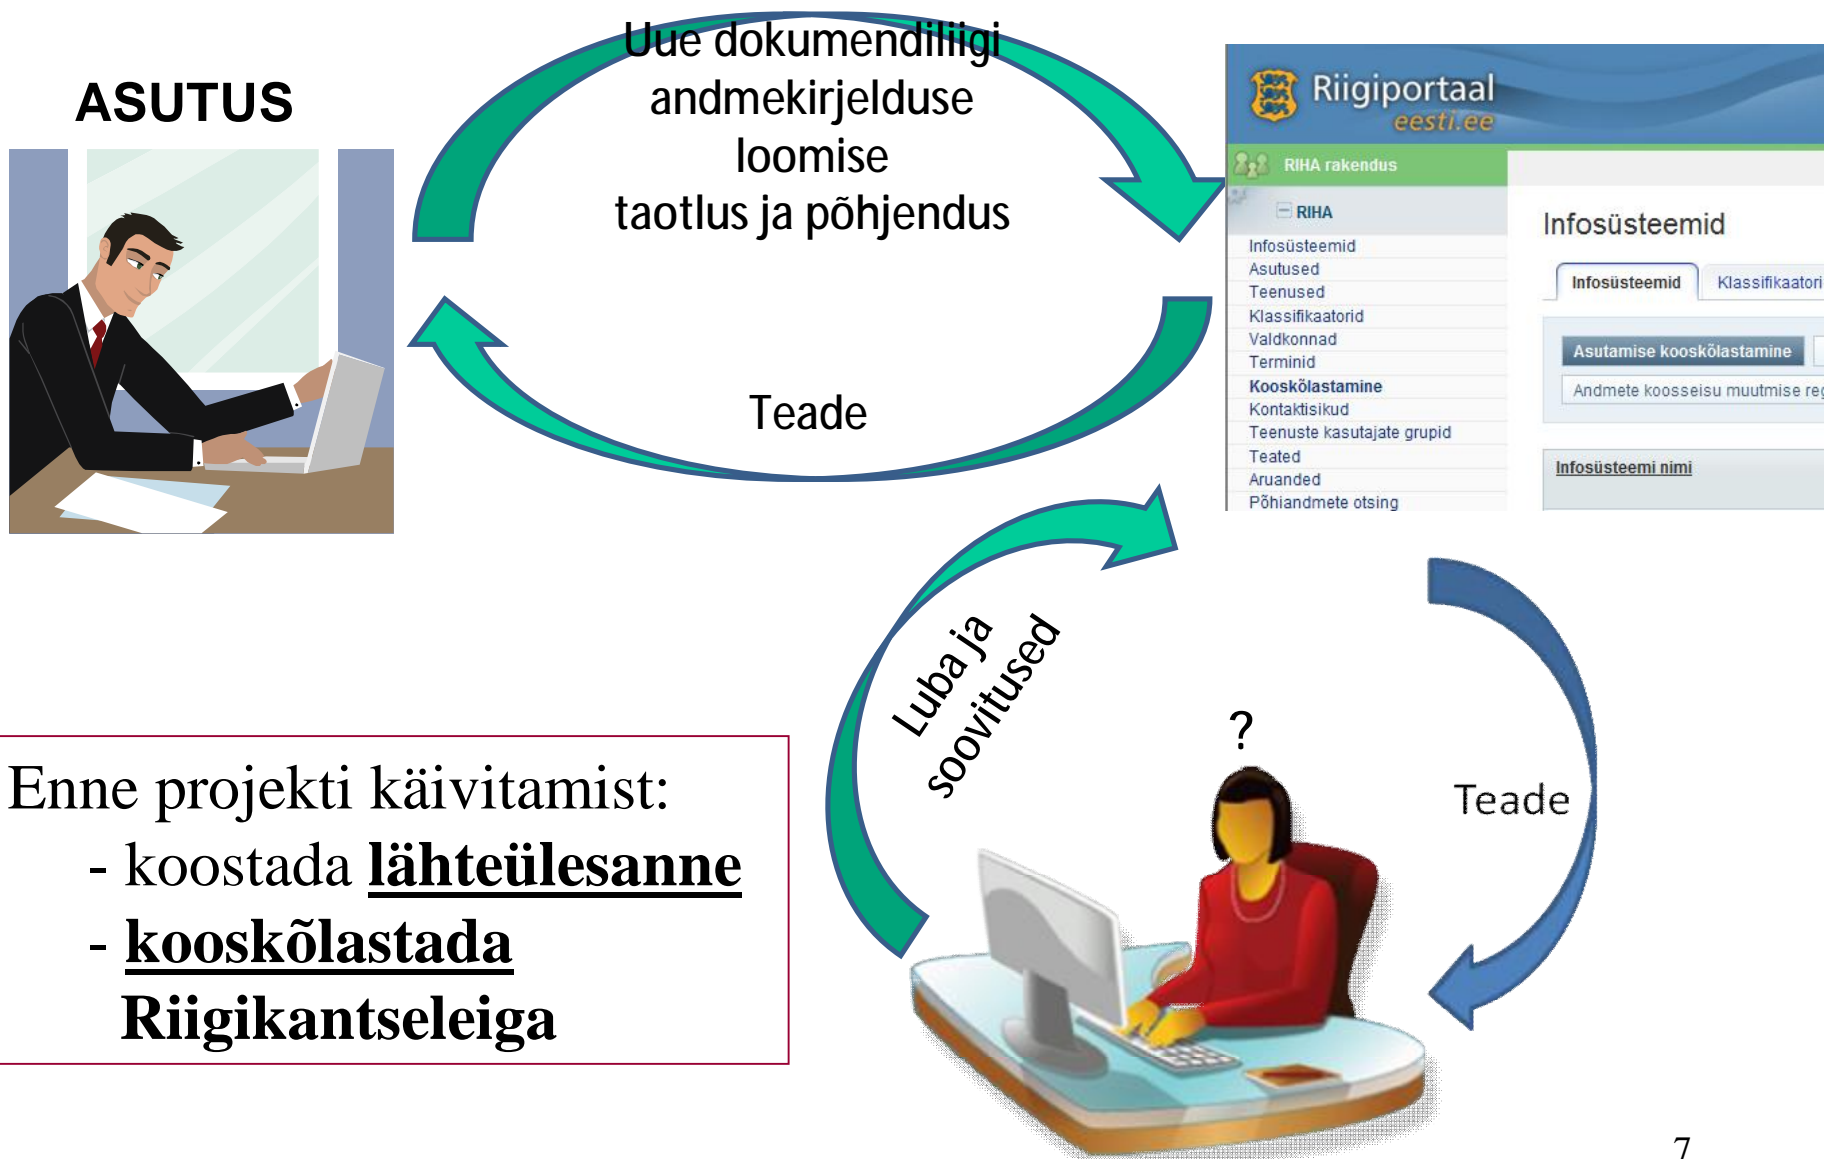 ASUTUS
Uue dokumendiliigi
andmekirjelduse
loomise
taotlus ja põhjendus
Teade
Riigiportaal
eesti.ee
RIHA rakendus
RIHA
Infosüsteemid
Asutused
Teenused
Klassifikaatorid
Valdkonnad
Terminid
Kooskõlastamine
Kontaktisikud
Teenuste kasutajate grupid
Teated
Aruanded
Põhiandmete otsing
Infosüsteemid
Infosüsteemid Klassifikaatori
Asutamise kooskõlastamine
Andmete koosseisu muutmise reg
Infosüsteemi nimi
Luba ja
soovitused
?
Teade
Enne projekti käivitamist:
- koostada lähteülesanne
- kooskõlastada
Riigikantseleiga
7